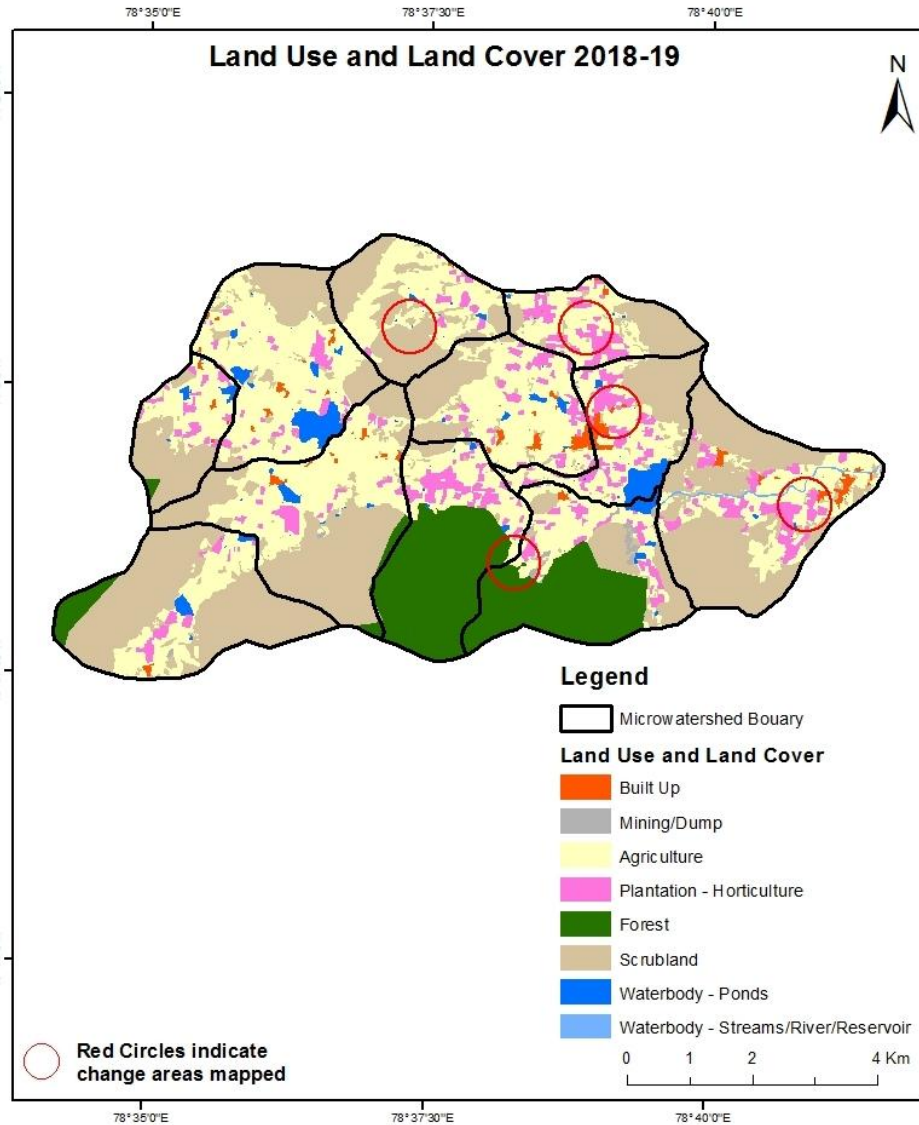 78°35'0"E 78°37'30"E 78°40'0"E
Land Use and Land Cover 2018-19
N
Legend
Microwatershed Bouary
Land Use and Land Cover
Built Up
Mining/Dump
Agriculture
Plantation - Horticulture
Forest
Scrubland
Waterbody - Ponds
Waterbody - Streams/River/Reservoir
Red Circles indicate
change areas mapped
0 1 2 4 Km
78°35'0"E 78°37'30"E 78°40'0"E